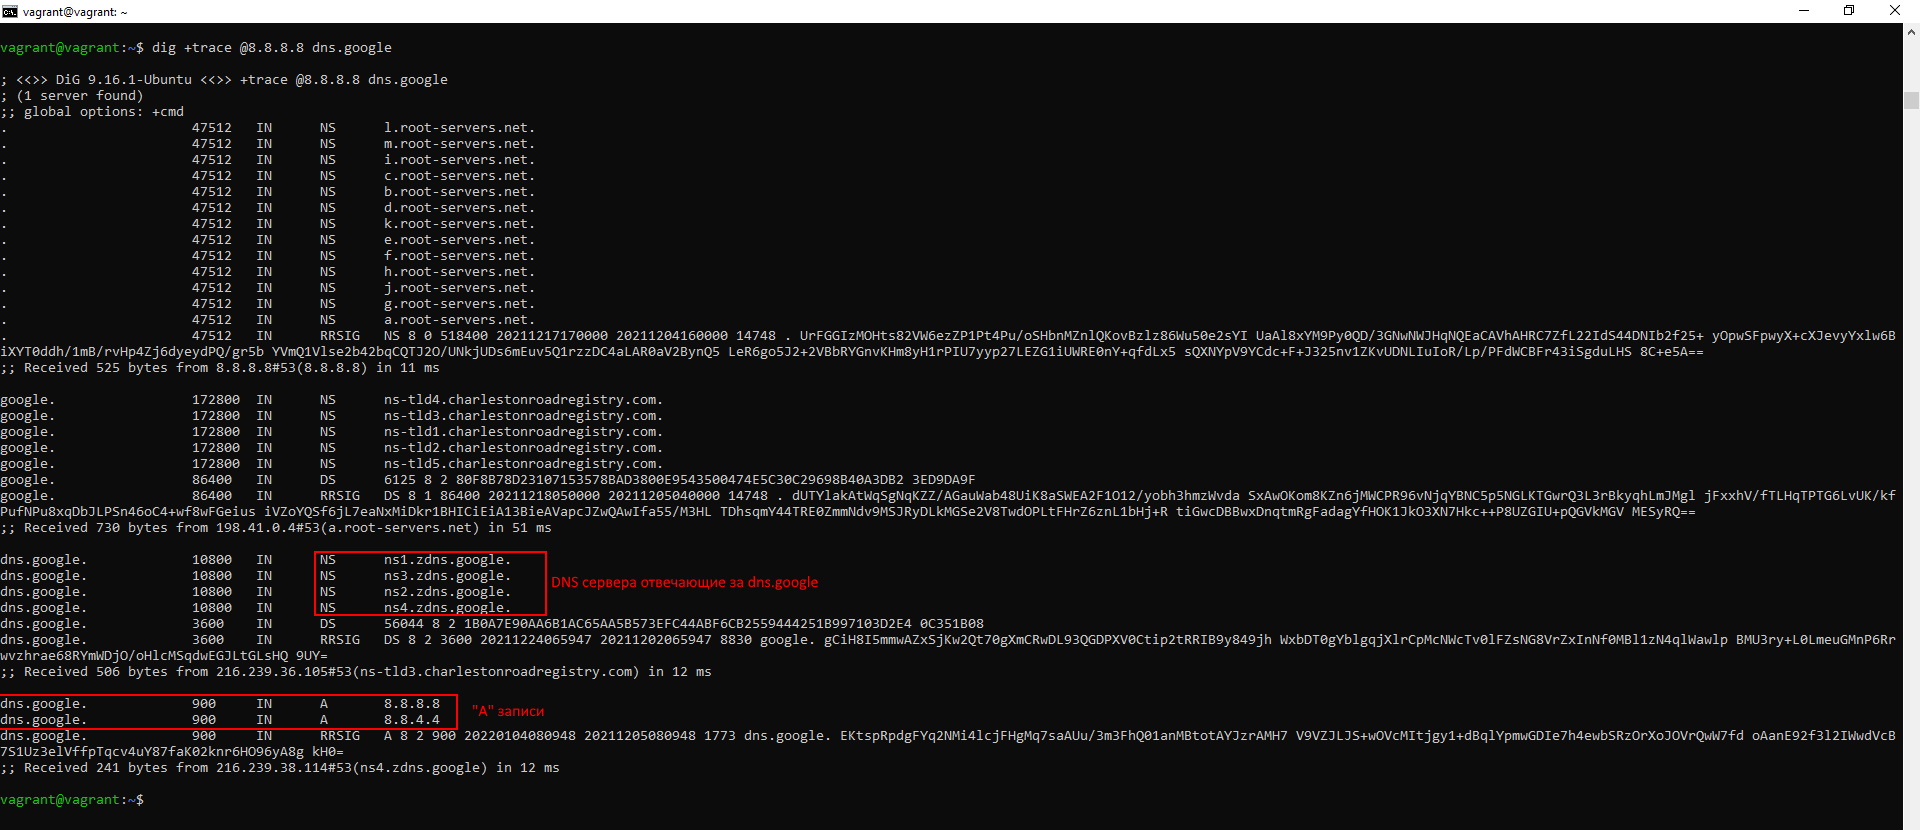 vagrant@vagrant: ~
vagrant@vagrant:~$ dig +trace @8.8.8.8 dns.google
; <<>> DiG 9.16.1-Ubuntu <<>> +trace @8.8.8.8 dns.google
; (1 server found)
;; global options: +cmd
. 47512 IN NS l.root-servers.net.
. 47512 IN NS m.root-servers.net.
. 47512 IN NS i.root-servers.net.
. 47512 IN NS c.root-servers.net.
. 47512 IN NS b.root-servers.net.
. 47512 IN NS d.root-servers.net.
. 47512 IN NS k.root-servers.net.
. 47512 IN NS e.root-servers.net.
. 47512 IN NS f.root-servers.net.
. 47512 IN NS h.root-servers.net.
. 47512 IN NS j.root-servers.net.
. 47512 IN NS g.root-servers.net.
. 47512 IN NS a.root-servers.net.
. 47512 IN RRSIG NS 8 0 518400 20211217170000 20211204160000 14748 . UrFGGIzMOHts82VW6ezZP1Pt4Pu/oSHbnMZnlQKovBzlz86Wu50e2sYI UaAl8xYM9Py0QD/3GNwNWJHqNQEaCAVhAHRC7ZfL22IdS44DNIb2f25+ yOpwSFpwyX+cXJevyYxlw6B
iXYT0ddh/1mB/rvHp4Zj6dyeydPQ/gr5b YVmQ1Vlse2b42bqCQTJ2O/UNkjUDs6mEuv5Q1rzzDC4aLAR0aV2BynQ5 LeR6go5J2+2VBbRYGnvKHm8yH1rPIU7yyp27LEZG1iUWRE0nY+qfdLx5 sQXNYpV9YCdc+F+J325nv1ZKvUDNLIuIoR/Lp/PFdWCBFr43iSgduLHS 8C+e5A==
;; Received 525 bytes from 8.8.8.8#53(8.8.8.8) in 11 ms
google. 172800 IN NS ns-tld4.charlestonroadregistry.com.
google. 172800 IN NS ns-tld3.charlestonroadregistry.com.
google. 172800 IN NS ns-tld1.charlestonroadregistry.com.
google. 172800 IN NS ns-tld2.charlestonroadregistry.com.
google. 172800 IN NS ns-tld5.charlestonroadregistry.com.
google. 86400 IN DS 6125 8 2 80F8B78D23107153578BAD3800E9543500474E5C30C29698B40A3DB2 3ED9DA9F
google. 86400 IN RRSIG DS 8 1 86400 20211218050000 20211205040000 14748 . dUTYlakAtWqSgNqKZZ/AGauWab48UiK8aSWEA2F1O12/yobh3hmzWvda SxAwOKom8KZn6jMWCPR96vNjqYBNC5p5NGLKTGwrQ3L3rBkyqhLmJMgl jFxxhV/fTLHqTPTG6LvUK/kf
PufNPu8xqDbJLPSn46oC4+wf8wFGeius iVZoYQSf6jL7eaNxMiDkr1BHICiEiA13BieAVapcJZwQAwIfa55/M3HL TDhsqmY44TRE0ZmmNdv9MSJRyDLkMGSe2V8TwdOPLtFHrZ6znL1bHj+R tiGwcDBBwxDnqtmRgFadagYfHOK1JkO3XN7Hkc++P8UZGIU+pQGVkMGV MESyRQ==
;; Received 730 bytes from 198.41.0.4#53(a.root-servers.net) in 51 ms
dns.google. 10800 IN NS ns1.zdns.google.
dns.google. 10800 IN NS ns3.zdns.google.
DNS сервера отвечающие за dns.google
dns.google. 10800 IN NS ns2.zdns.google.
dns.google. 10800 IN NS ns4.zdns.google.
dns.google. 3600 IN DS 56044 8 2 1B0A7E90AA6B1AC65AA5B573EFC44ABF6CB2559444251B997103D2E4 0C351B08
dns.google. 3600 IN RRSIG DS 8 2 3600 20211224065947 20211202065947 8830 google. gCiH8I5mmwAZxSjKw2Qt70gXmCRwDL93QGDPXV0Ctip2tRRIB9y849jh WxbDT0gYblgqjXlrCpMcNWcTv0lFZsNG8VrZxInNf0MBl1zN4qlWawlp BMU3ry+L0LmeuGMnP6Rr
wvzhrae68RYmWDjO/oHlcMSqdwEGJLtGLsHQ 9UY=
;; Received 506 bytes from 216.239.36.105#53(ns-tld3.charlestonroadregistry.com) in 12 ms
dns.google. 900 IN A 8.8.8.8
"А" записи
dns.google. 900 IN A 8.8.4.4
dns.google. 900 IN RRSIG A 8 2 900 20220104080948 20211205080948 1773 dns.google. EKtspRpdgFYq2NMi4lcjFHgMq7saAUu/3m3FhQ01anMBtotAYJzrAMH7 V9VZJLJS+wOVcMItjgy1+dBqlYpmwGDIe7h4ewbSRzOrXoJOVrQwW7fd oAanE92f3l2IWwdVcB
7S1Uz3elVffpTqcv4uY87faK02knr6HO96yA8g kH0=
;; Received 241 bytes from 216.239.38.114#53(ns4.zdns.google) in 12 ms
vagrant@vagrant:~$